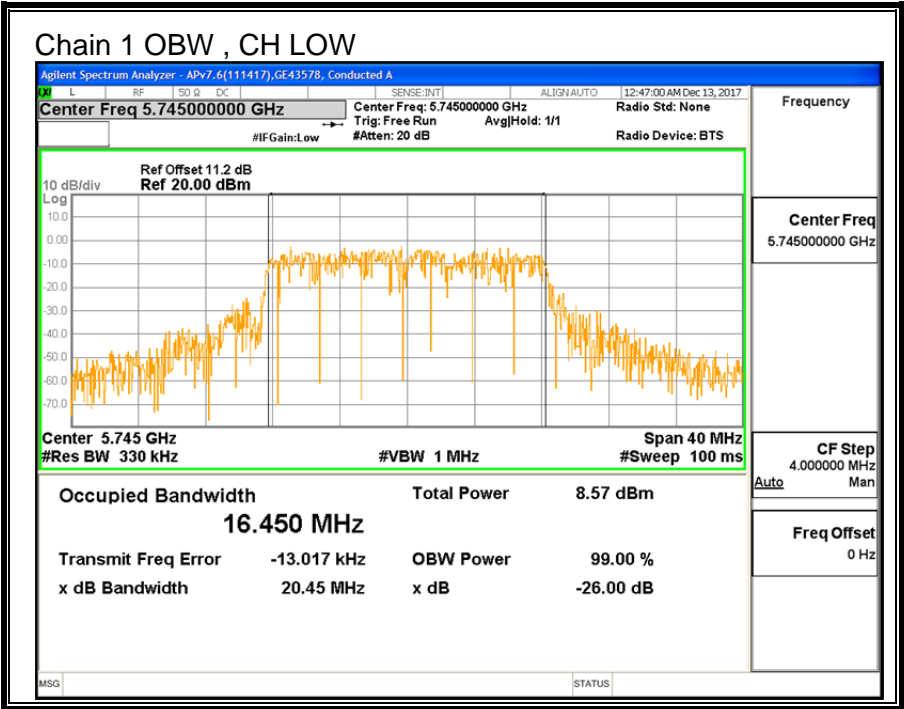 Chain 1 OBW , CH LOW
Agilent Spectrum Analyzer - APv7.6(111417),GE43578, Conducted A
LXI L RF 50 Ω DC SENSE:INT ALIGN AUTO 12:47:00 AM Dec 13, 2017
Center Freq 5.745000000 GHz
Center Freq: 5.745000000 GHz
Radio Std: None
Trig: Free Run Avg|Hold: 1/1
#IFGain:Low
#Atten: 20 dB
Radio Device: BTS
Ref Offset 11.2 dB
10 dB/div Ref 20.00 dBm
Log
10.0
0.00
-10.0
-20.0
-30.0
-40.0
-50.0
-60.0
-70.0
Center 5.745 GHz Span 40 MHz
#Res BW 330 kHz #VBW 1 MHz #Sweep 100 ms
Occupied Bandwidth Total Power 8.57 dBm
16.450 MHz
Transmit Freq Error -13.017 kHz OBW Power 99.00 %
x dB Bandwidth 20.45 MHz x dB -26.00 dB
MSG STATUS
Frequency
Center Freq
5.745000000 GHz
CF Step
4.000000 MHz
Auto Man
Freq Offset
0 Hz